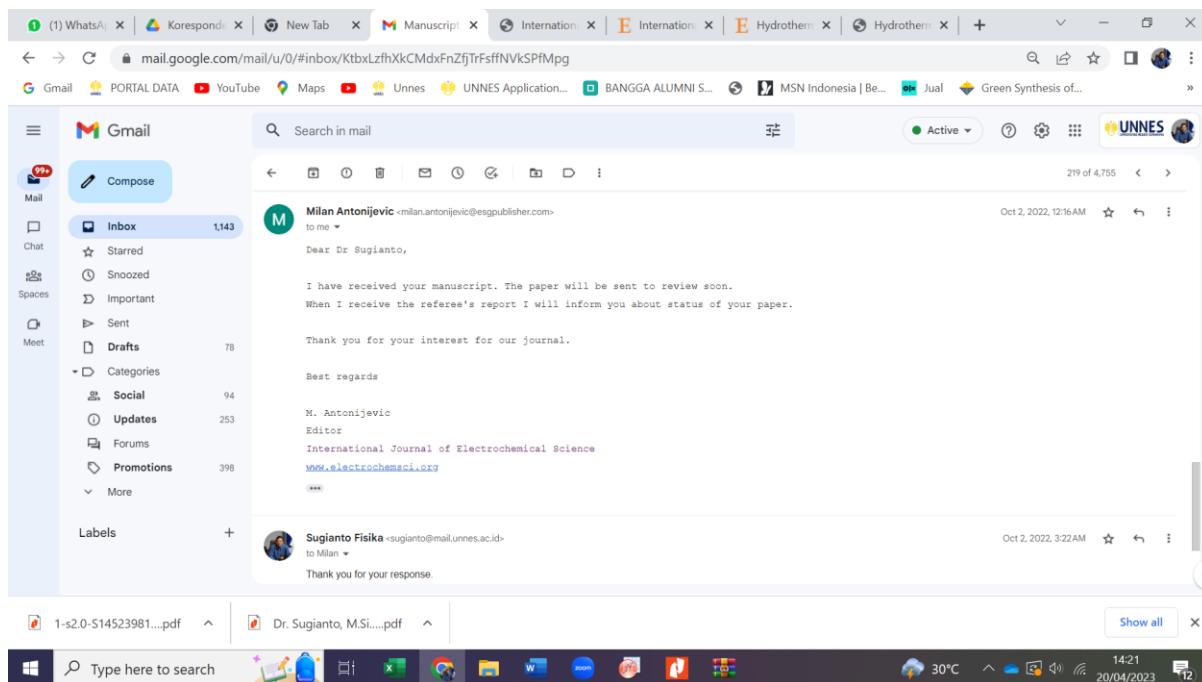 (1) WhatsA
Koresponde
New Tab
Manuscript
Internation
Internation
Hydrotherm
Hydrotherm
mail.google.com/mail/u/0/#inbox/KtbxLzfhXkCMdxFnZfjTrFsffNVkSPfMpg
Gmail
PORTAL DATA
YouTube
Maps
Unnes
UNNES Application...
BANGGA ALUMNI S...
MSN Indonesia | Be...
olx
Jual
Green Synthesis of...
»
Gmail
Search in mail
Active
UNNES
99+
Mail
Chat
Spaces
Meet
Compose
Inbox 1,143
Starred
Snoozed
Important
Sent
Drafts 78
Categories
Social 94
Updates 253
Forums
Promotions 398
More
Labels +
219 of 4,755
M
Milan Antonijevic <milan.antonijevic@esgpublisher.com>
Oct 2, 2022, 12:16 AM
to me
Dear Dr Sugianto,
I have received your manuscript. The paper will be sent to review soon.
When I receive the referee's report I will inform you about status of your paper.
Thank you for your interest for our journal.
Best regards
M. Antonijevic
Editor
International Journal of Electrochemical Science
www.electrochemsci.org
Sugianto Fisika <sugianto@mail.unnes.ac.id>
Oct 2, 2022, 3:22 AM
to Milan
Thank you for your response.
1-s2.0-S14523981....pdf
Dr. Sugianto, M.Si.....pdf
Show all
Type here to search
zoom
30°C
14:21
20/04/2023
12